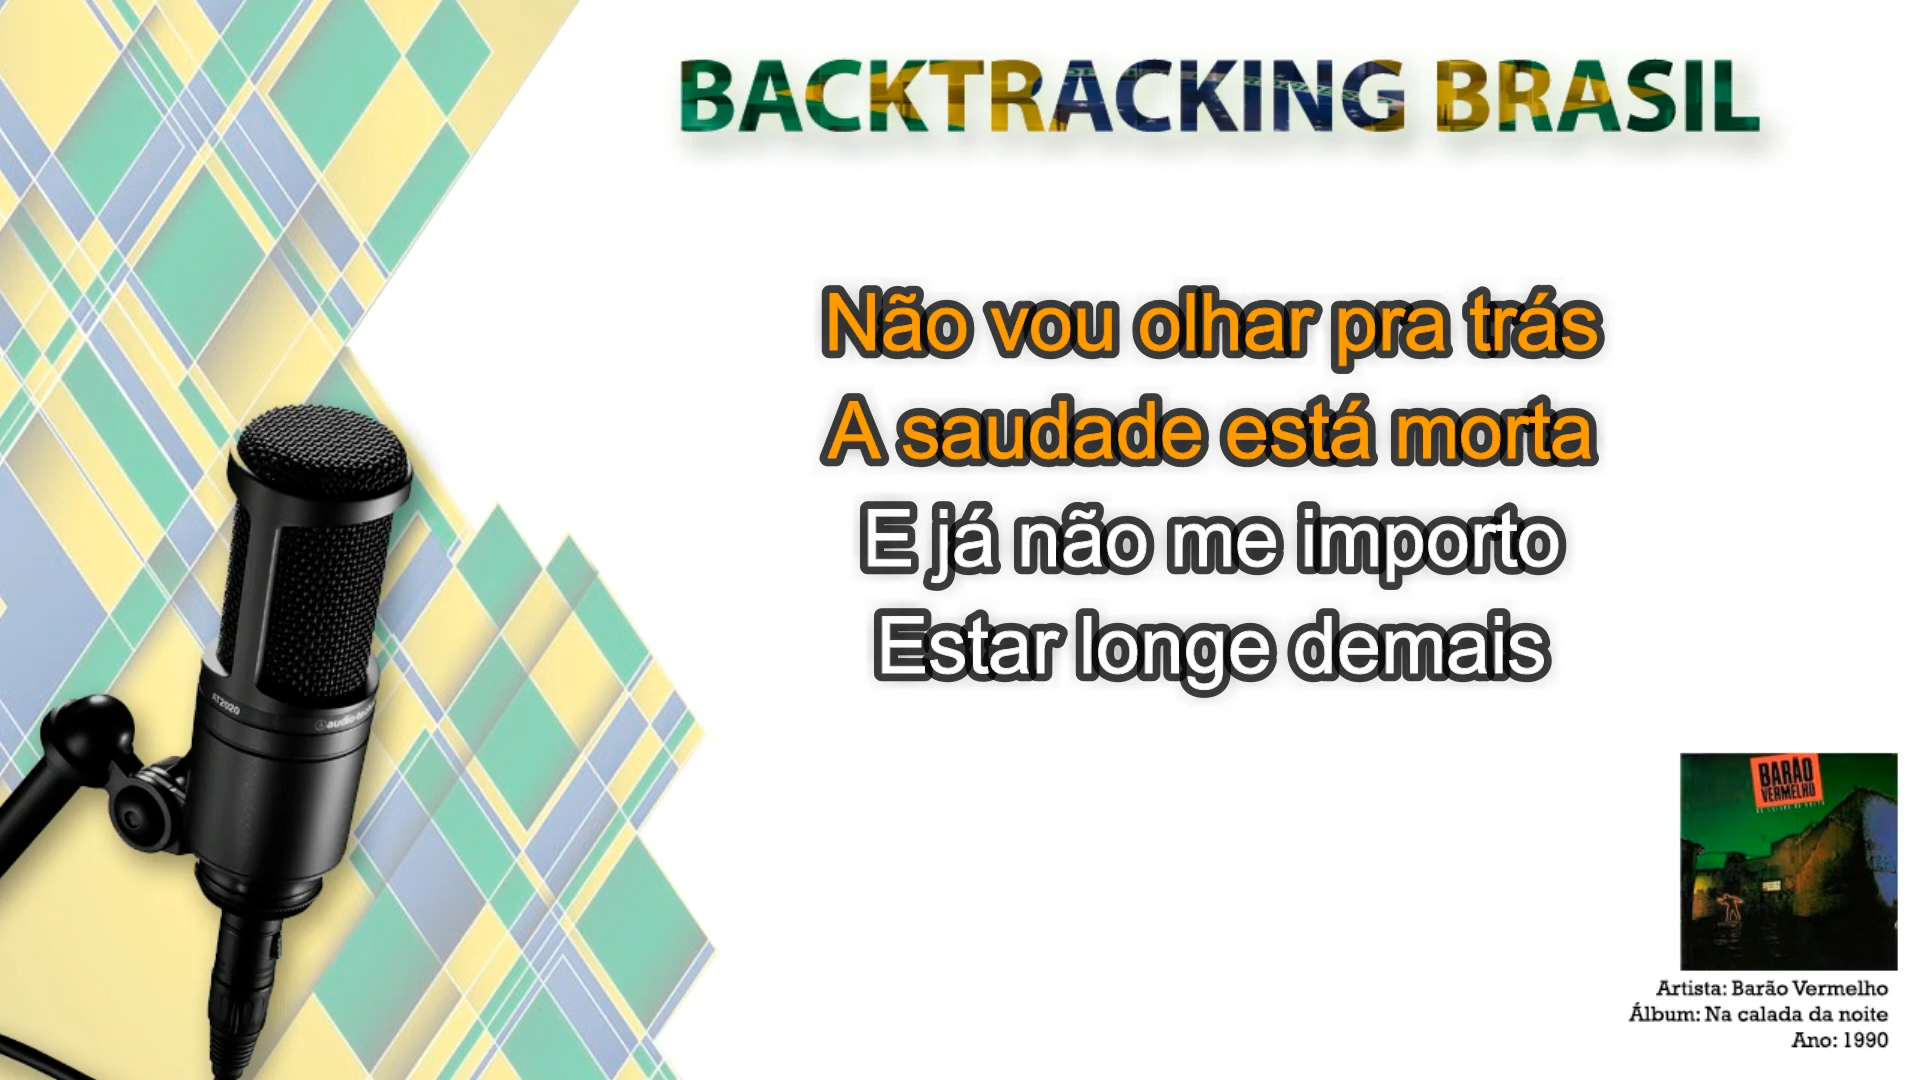 BACKTRACKING BRASIL
Não vou olhar pra trás
A saudade está morta
E já não me importo
Estar longe demais
AT2020
BARÃO
VERMELHO
Artista: Barão Vermelho
Álbum: Na calada da noite
Ano: 1990